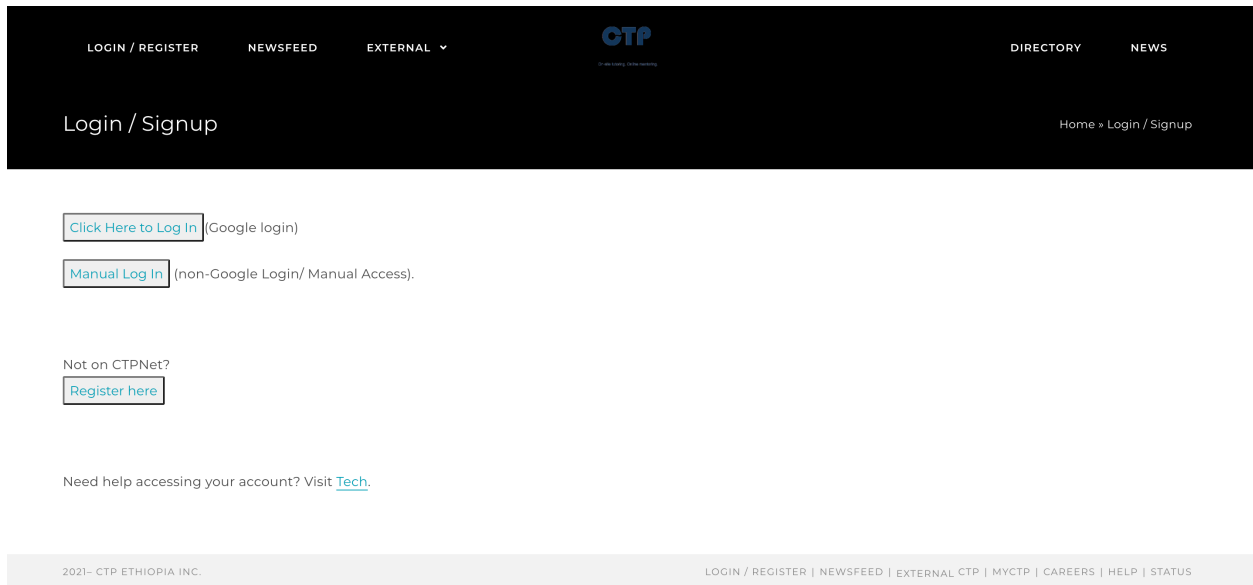 LOGIN / REGISTER NEWSFEED EXTERNAL CTP DIRECTORY NEWS
Login / Signup Home » Login / Signup
Click Here to Log In (Google login)
Manual Log In (non-Google Login/ Manual Access).
Not on CTPNet?
Register here
Need help accessing your account? Visit Tech.
2021– CTP ETHIOPIA INC. LOGIN / REGISTER | NEWSFEED | EXTERNAL CTP | MYCTP | CAREERS | HELP | STATUS